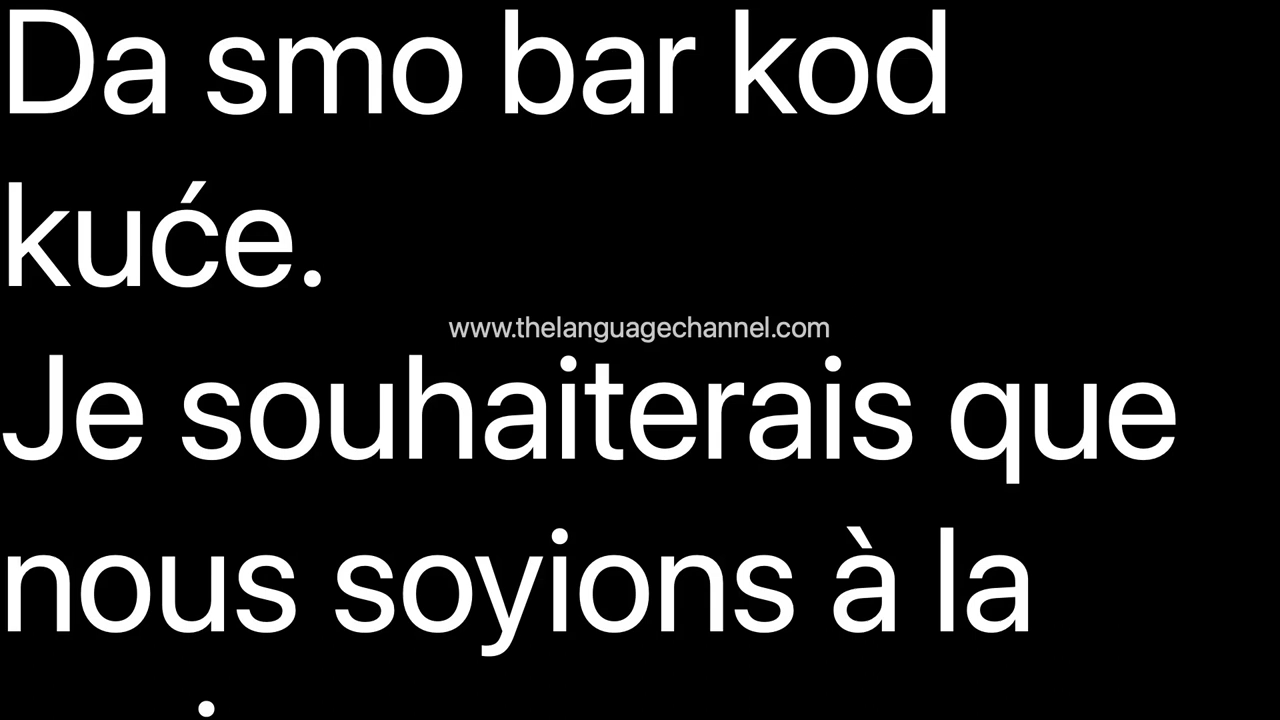 Da smo bar kod
kuće.
www.thelanguagechannel.com
Je souhaiterais que
nous soyions à la